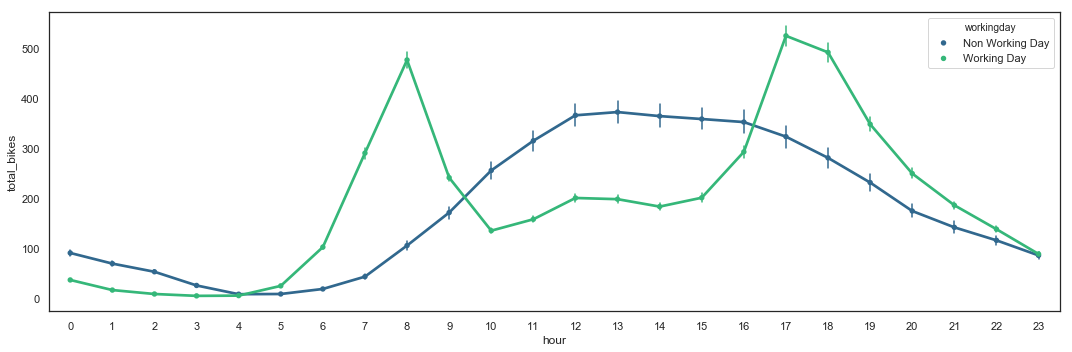 workingday
Non Working Day
Working Day
total_bikes
500
400
300
200
100
0
0 1 2 3 4 5 6 7 8 9 10 11 12 13 14 15 16 17 18 19 20 21 22 23
hour